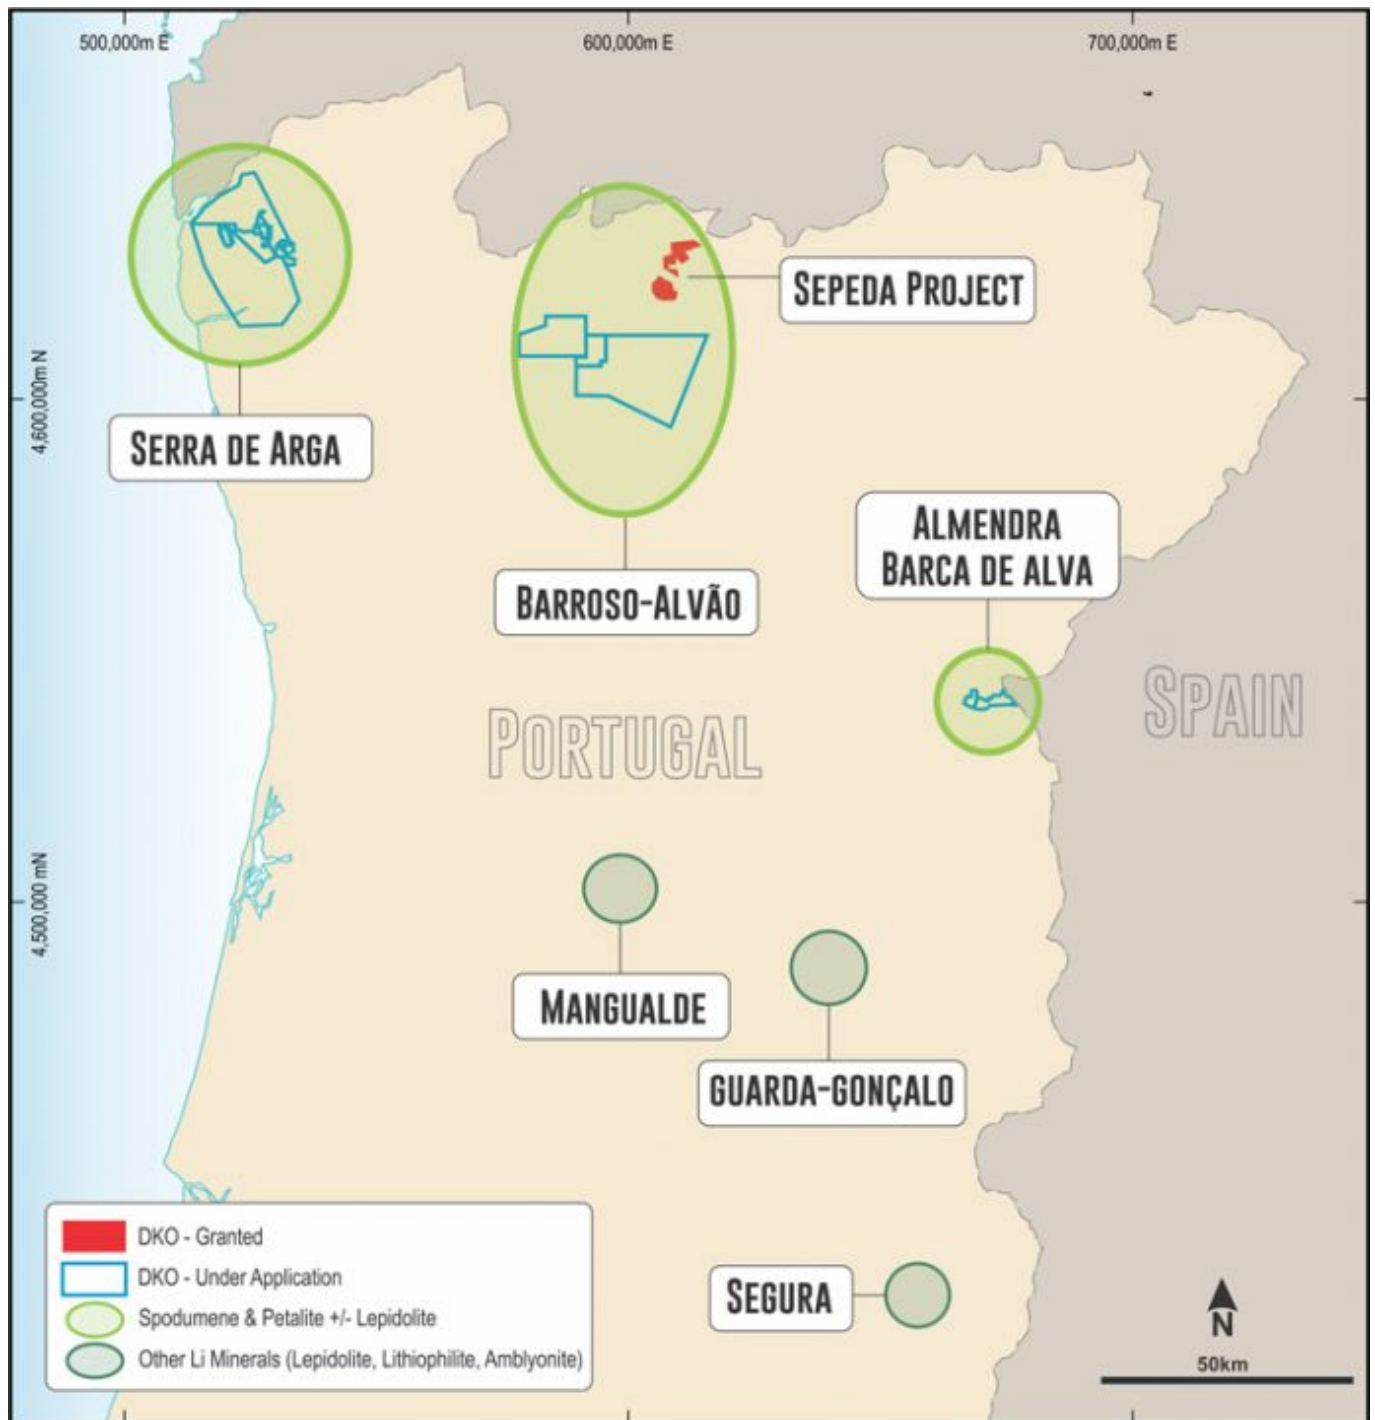 500,000m E
600,000m E
700,000m E
SEPEDA PROJECT
4,600,000m N
SERRA DE ARGA
ALMENDRA
BARCA DE ALVA
BARROSO-ALVÃO
SPAIN
PORTUGAL
4,500,000 mN
MANGUALDE
GUARDA-GONÇALO
DKO - Granted
DKO - Under Application
Spodumene & Petalite +/- Lepidolite
Other Li Minerals (Lepidolite, Lithiophilite, Amblyonite)
SEGURA
N
50km